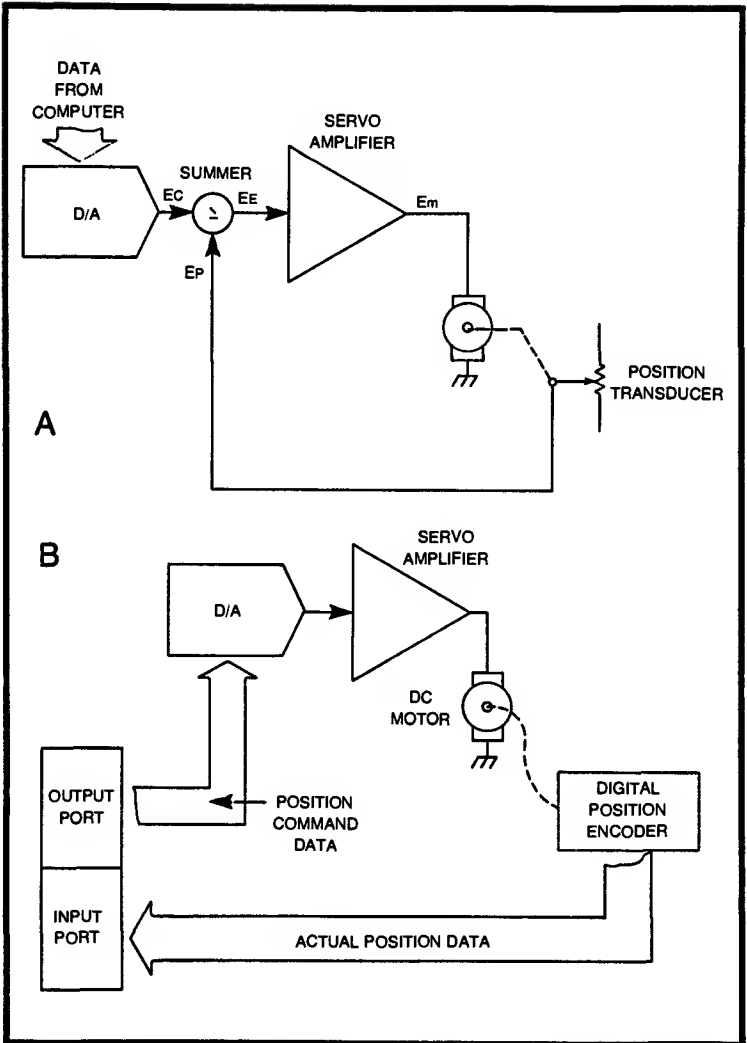 DATA
FROM
COMPUTER
SERVO
AMPLIFIER
SUMMER
D/A
EC
EE
Em
Σ
EP
POSITION
TRANSDUCER
A
B
SERVO
AMPLIFIER
D/A
DC
MOTOR
OUTPUT
PORT
POSITION
COMMAND
DATA
DIGITAL
POSITION
ENCODER
INPUT
PORT
ACTUAL POSITION DATA